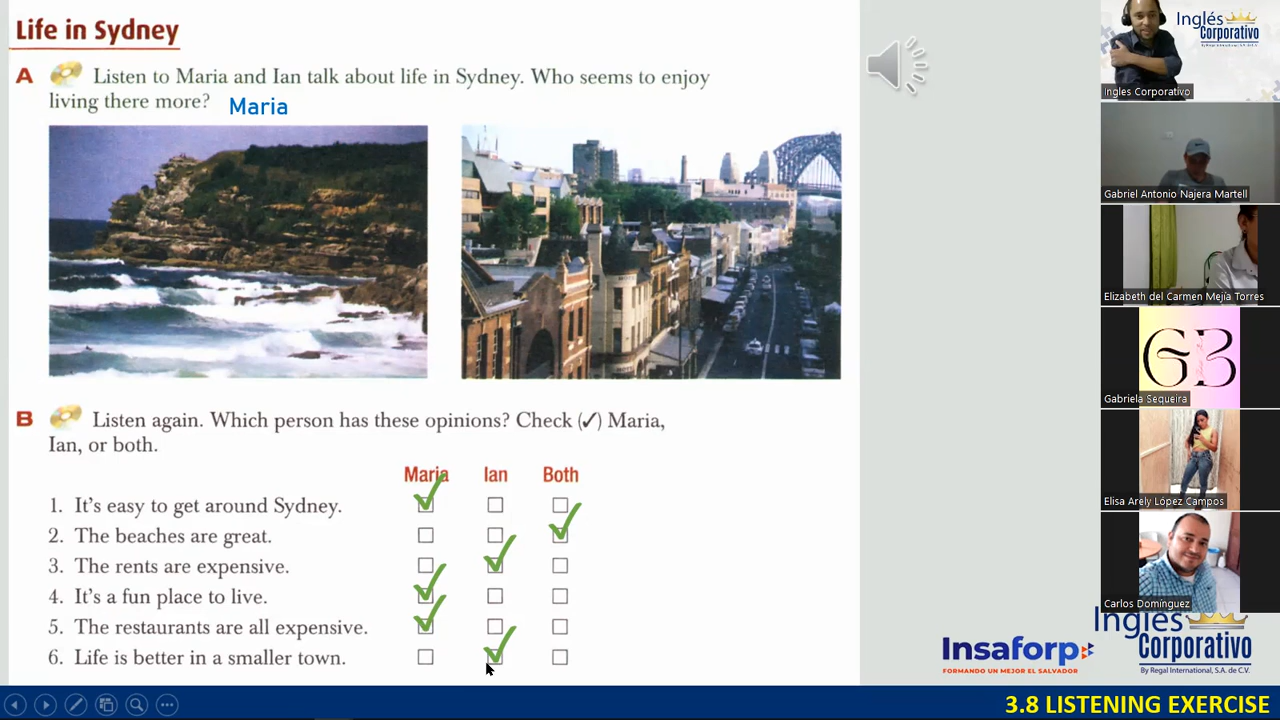 Life in Sydney
A Listen to Maria and Ian talk about life in Sydney. Who seems to enjoy
living there more? Maria
B Listen again. Which person has these opinions? Check (✓) Maria,
Ian, or both.
Maria Ian Both
1. It's easy to get around Sydney.
2. The beaches are great.
3. The rents are expensive.
4. It's a fun place to live.
5. The restaurants are all expensive.
6. Life is better in a smaller town.
Inglés
Corporativo
By Regal International, S.A. de C.V.
Ingles Corporativo
Gabriel Antonio Najera Martell
Elizabeth del Carmen Mejía Torres
GB
Gabriela Sequeira
Elisa Arely López Campos
Carlos Domínguez
Insaforp
FORMANDO UN MEJOR EL SALVADOR
Inglés
Corporativo
By Regal International, S.A. de C.V.
3.8 LISTENING EXERCISE